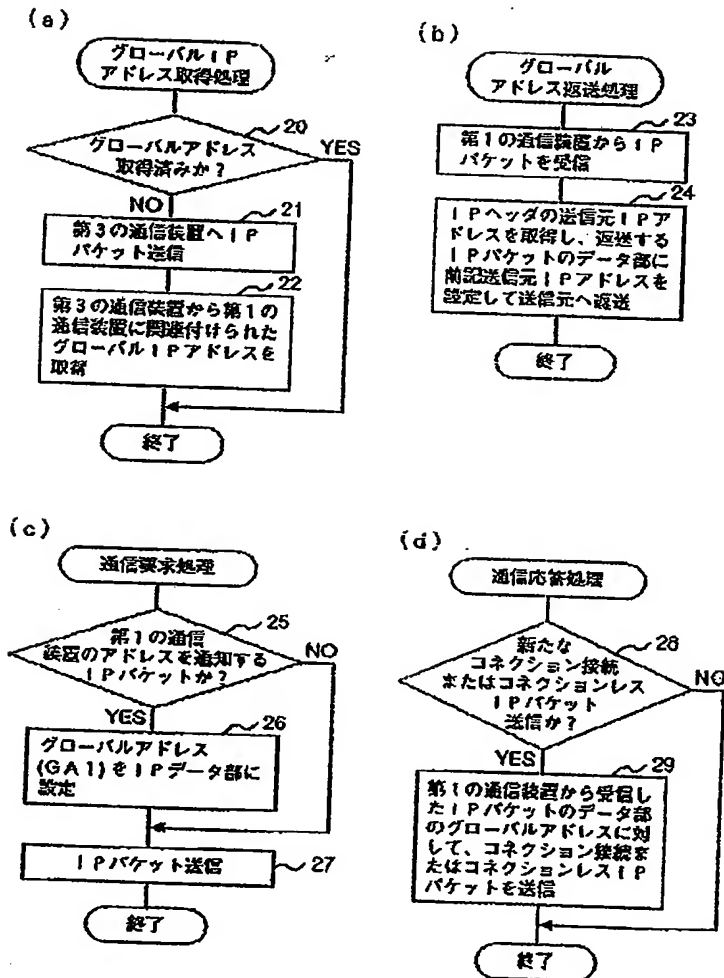 (a)
グローバルIP
アドレス取得処理
20
グローバルアドレス
取得済みか?
YES
NO
21
第3の通信装置へIP
パケット送信
22
第3の通信装置から第1の
通信装置に関連付けられた
グローバルIPアドレスを
取得
終了
(b)
グローバル
アドレス返送処理
23
第1の通信装置からIP
パケットを受信
24
IPヘッダの送信元IPア
ドレスを取得し、返送する
IPパケットのデータ部に
前記送信元IPアドレスを
設定して送信元へ返送
終了
(c)
通信要求処理
25
第1の通信
装置のアドレスを通知する
IPパケットか?
NO
YES
26
グローバルアドレス
(GA1)をIPデータ部に
設定
IPパケット送信
27
終了
(d)
通信応答処理
28
新たな
コネクション接続
またはコネクションレス
IPパケット
送信か?
NO
YES
29
第1の通信装置から受信し
たIPパケットのデータ部
のグローバルアドレスに対
して、コネクション接続ま
たはコネクションレスIP
パケットを送信
終了